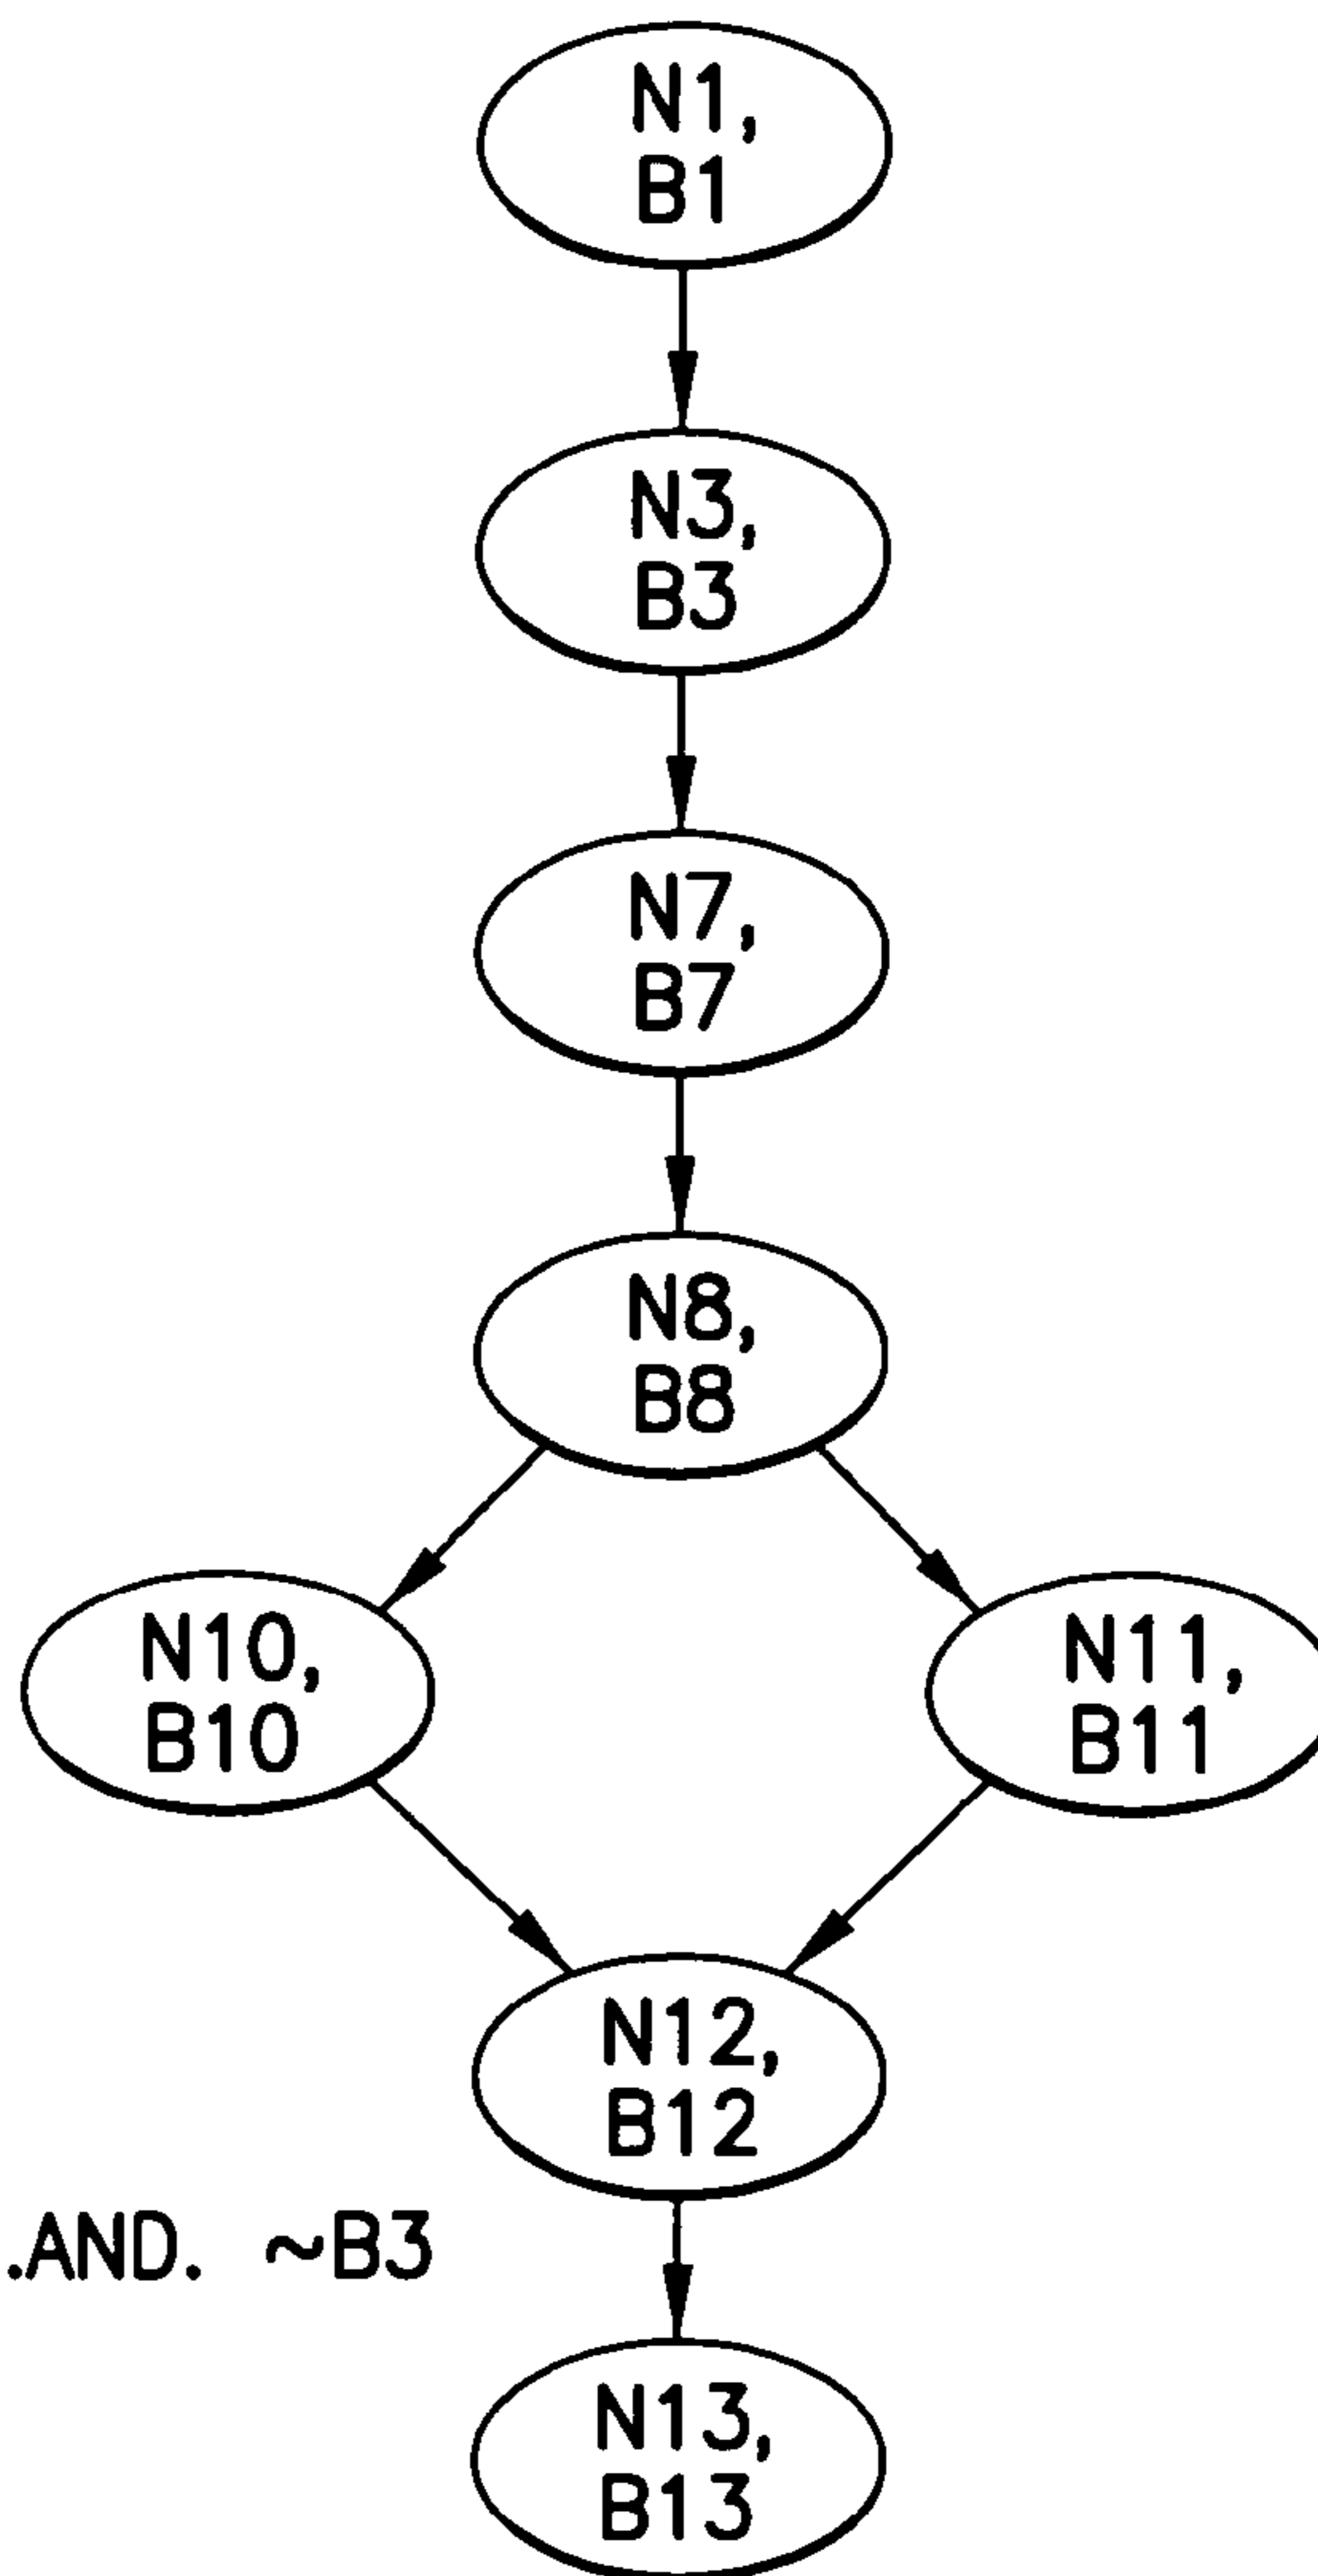 N1,
B1
N3,
B3
N7,
B7
N8,
B8
N10,
B10
N11,
B11
N12,
B12
.AND. ~B3
N13,
B13